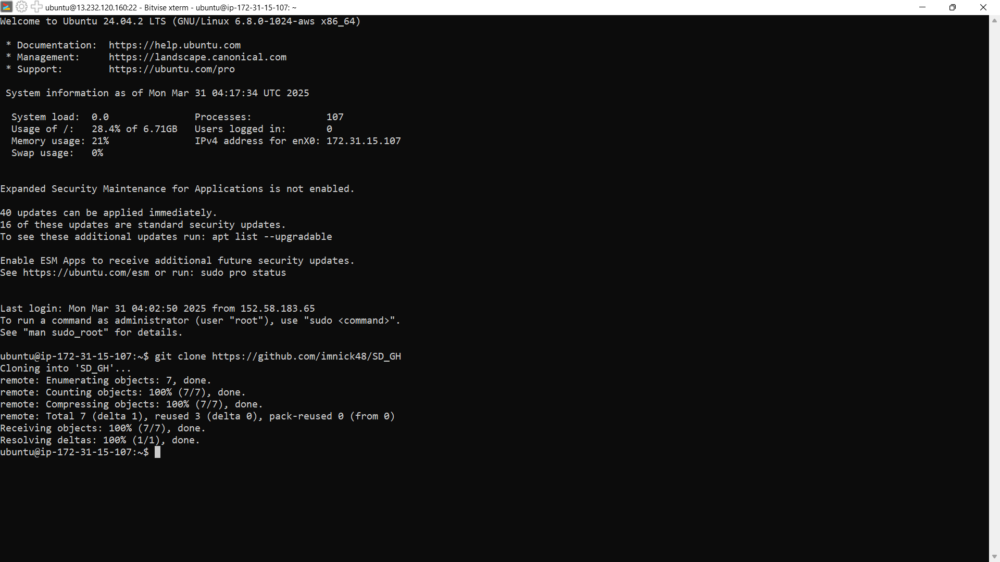 ubuntu@13.232.120.160:22 - Bitvise xterm - ubuntu@ip-172-31-15-107: ~
Welcome to Ubuntu 24.04.2 LTS (GNU/Linux 6.8.0-1024-aws x86_64)
* Documentation: https://help.ubuntu.com
* Management: https://landscape.canonical.com
* Support: https://ubuntu.com/pro
System information as of Mon Mar 31 04:17:34 UTC 2025
System load: 0.0 Processes: 107
Usage of /: 28.4% of 6.71GB Users logged in: 0
Memory usage: 21% IPv4 address for enX0: 172.31.15.107
Swap usage: 0%
Expanded Security Maintenance for Applications is not enabled.
40 updates can be applied immediately.
16 of these updates are standard security updates.
To see these additional updates run: apt list --upgradable
Enable ESM Apps to receive additional future security updates.
See https://ubuntu.com/esm or run: sudo pro status
Last login: Mon Mar 31 04:02:50 2025 from 152.58.183.65
To run a command as administrator (user "root"), use "sudo <command>".
See "man sudo_root" for details.
ubuntu@ip-172-31-15-107:~$ git clone https://github.com/imnick48/SD_GH
Cloning into 'SD_GH'...
remote: Enumerating objects: 7, done.
remote: Counting objects: 100% (7/7), done.
remote: Compressing objects: 100% (7/7), done.
remote: Total 7 (delta 1), reused 3 (delta 0), pack-reused 0 (from 0)
Receiving objects: 100% (7/7), done.
Resolving deltas: 100% (1/1), done.
ubuntu@ip-172-31-15-107:~$